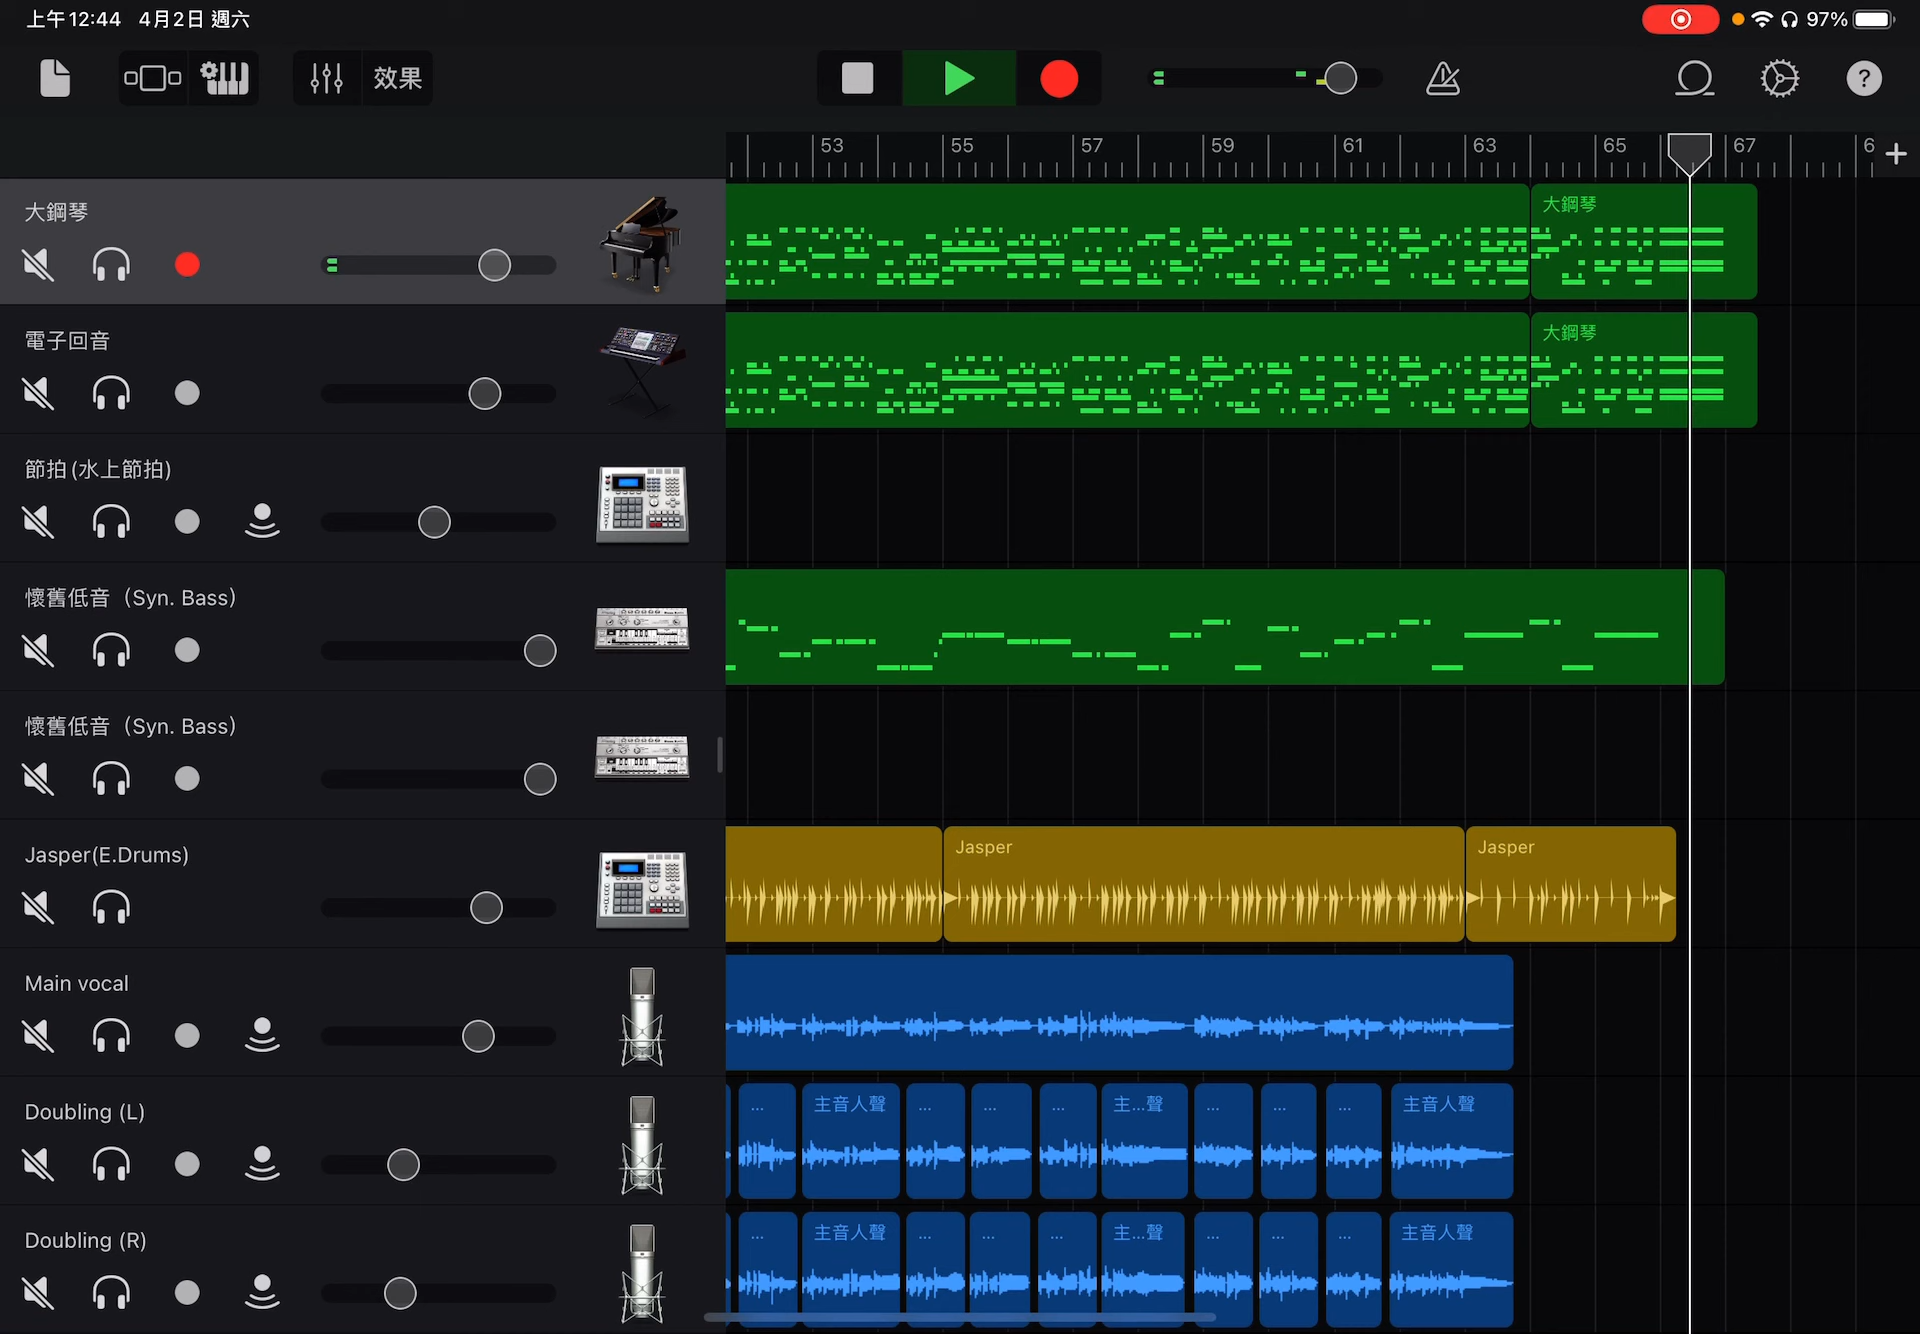 上午12:44 4月2日 週六
97%
效果
?
53 55 57 59 61 63 65 67 6
+
大鋼琴
大鋼琴
電子回音
大鋼琴
節拍(水上節拍)
懷舊低音（Syn. Bass）
懷舊低音（Syn. Bass）
Jasper(E.Drums)
Jasper
Jasper
Main vocal
Doubling (L)
... 主音人聲 ... ... ... 主...聲 ... ... ... 主音人聲
Doubling (R)
... 主音人聲 ... ... ... 主...聲 ... ... ... 主音人聲